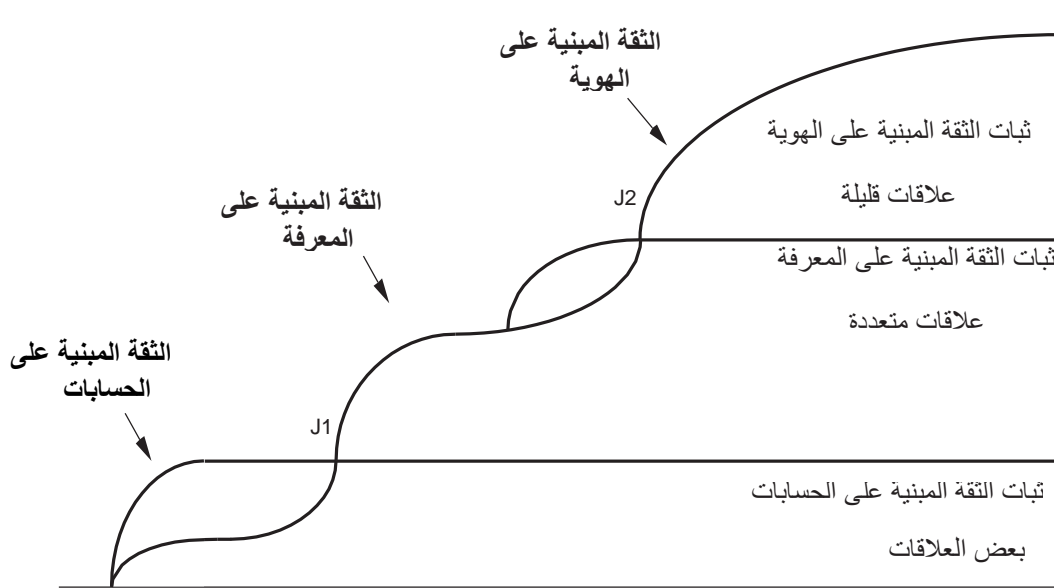 الثقة المبنية على
الهوية
ثبات الثقة المبنية على الهوية
علاقات قليلة
J2
الثقة المبنية على
المعرفة
ثبات الثقة المبنية على المعرفة
علاقات متعددة
الثقة المبنية على
الحسابات
J1
ثبات الثقة المبنية على الحسابات
بعض العلاقات